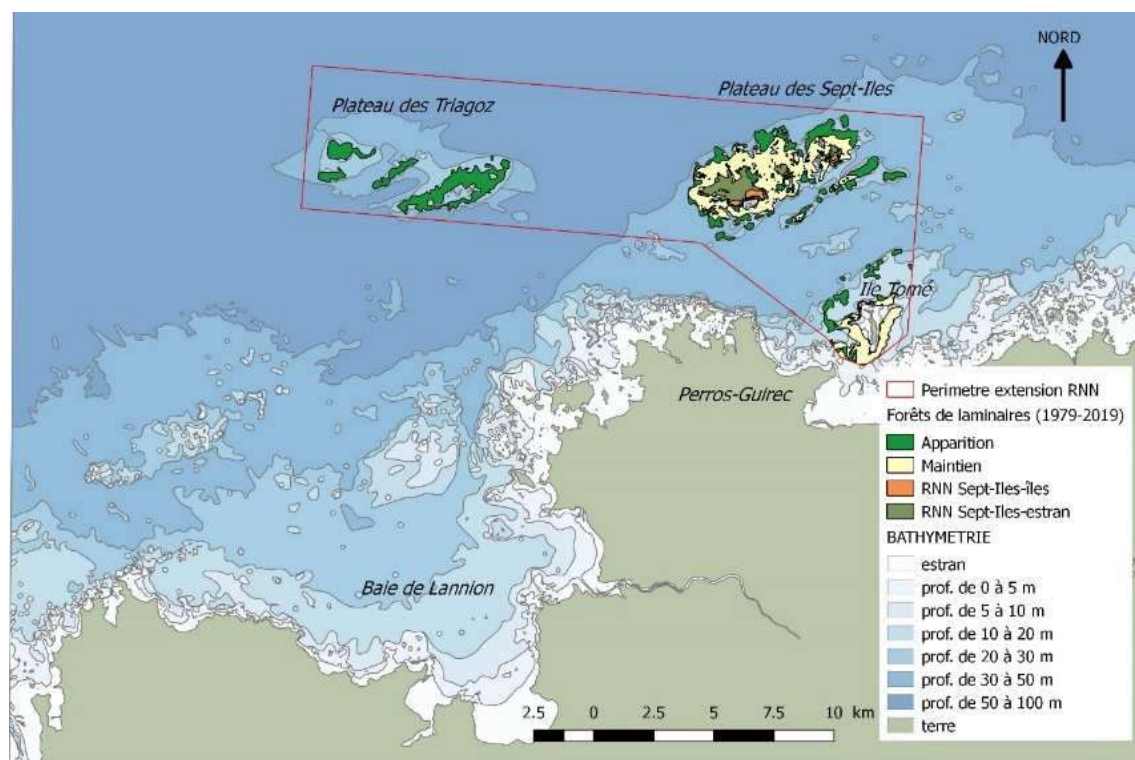 NORD
Plateau des Sept-Iles
Plateau des Triagoz
Ile Tomé
Perros-Guirec
Baie de Lannion
Perimetre extension RNN
Forêts de laminaires (1979-2019)
Apparition
Maintien
RNN Sept-Iles-îles
RNN Sept-Iles-estran
BATHYMETRIE
estran
prof. de 0 à 5 m
prof. de 5 à 10 m
prof. de 10 à 20 m
prof. de 20 à 30 m
prof. de 30 à 50 m
prof. de 50 à 100 m
terre
2.5 0 2.5 5 7.5 10 km